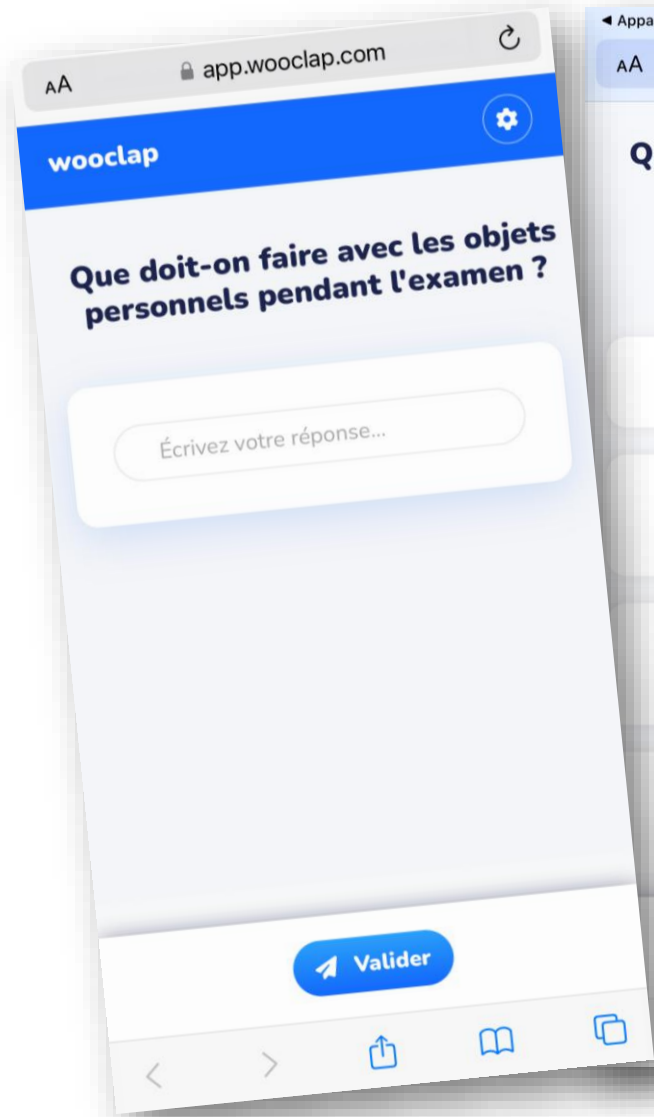 AA app.wooclap.com
wooclap
Que doit-on faire avec les objets
personnels pendant l'examen ?
Écrivez votre réponse...
Valider
◀ Appa
AA
Q